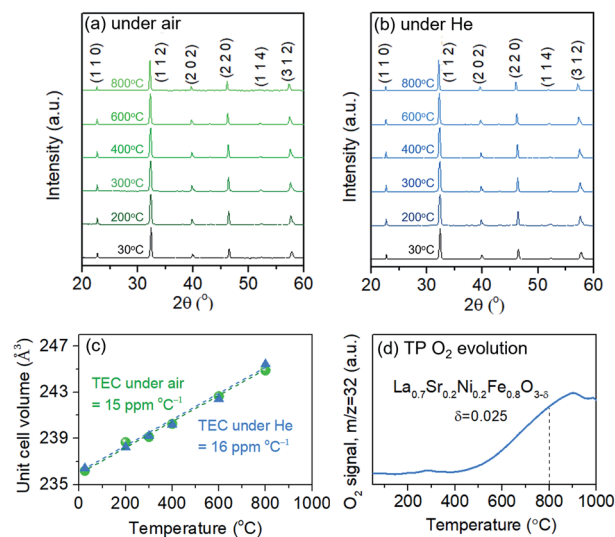 (a) under air
(1 1 0)
(1 1 2)
(2 0 2)
(2 2 0)
(1 1 4)
(3 1 2)
800°C
600°C
400°C
300°C
200°C
30°C
Intensity (a.u.)
20 30 40 50 60
2θ (°)
(b) under He
(1 1 0)
(1 1 2)
(2 0 2)
(2 2 0)
(1 1 4)
(3 1 2)
800°C
600°C
400°C
300°C
200°C
30°C
Intensity (a.u.)
20 30 40 50 60
2θ (°)
(c)
247
243
239
235
Unit cell volume (Å³)
TEC under air
= 15 ppm °C⁻¹
TEC under He
= 16 ppm °C⁻¹
0 200 400 600 800 1000
Temperature (°C)
(d) TP O₂ evolution
La₀.₇Sr₀.₂Ni₀.₂Fe₀.₈O₃₋δ
δ=0.025
O₂ signal, m/z=32 (a.u.)
200 400 600 800 1000
Temperature (°C)